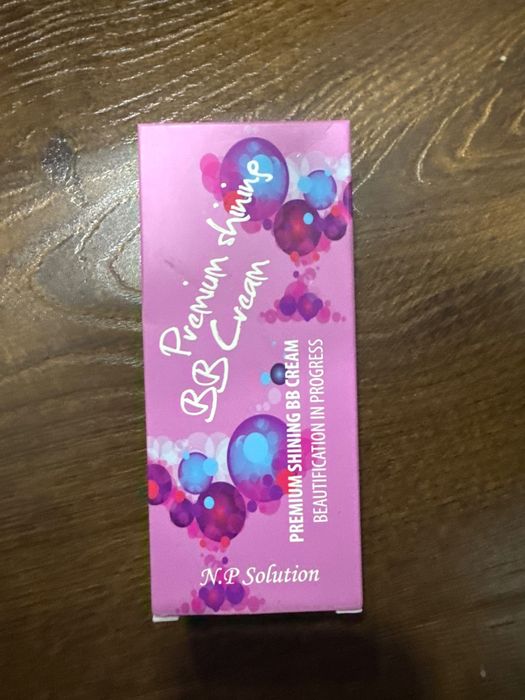 Premium shining
BB Cream
PREMIUM SHINING BB CREAM
BEAUTIFICATION IN PROGRESS
N.P Solution